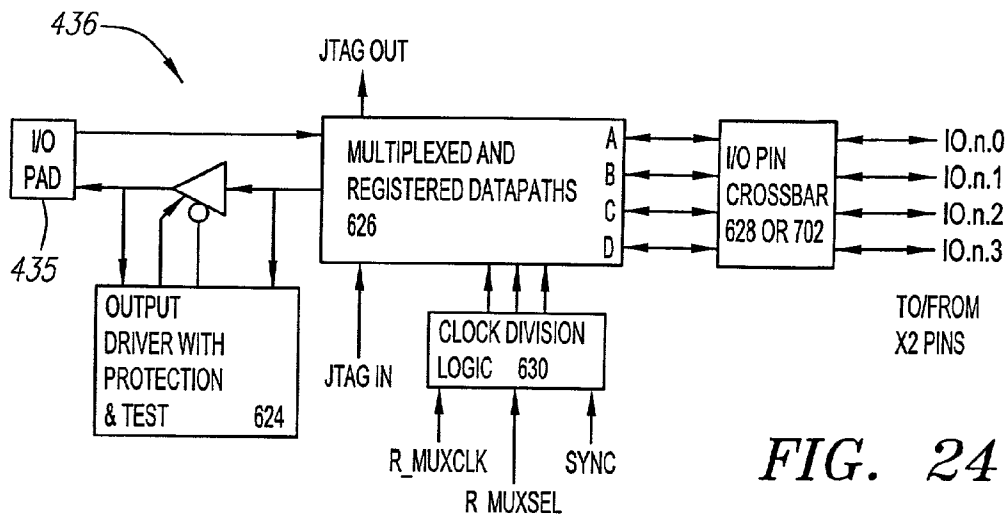 436
JTAG OUT
I/O
PAD
435
MULTIPLEXED AND
REGISTERED DATAPATHS
626
A
B
C
D
I/O PIN
CROSSBAR
628 OR 702
IO.n.0
IO.n.1
IO.n.2
IO.n.3
TO/FROM
X2 PINS
OUTPUT
DRIVER WITH
PROTECTION
& TEST 624
JTAG IN
CLOCK DIVISION
LOGIC 630
R_MUXCLK
R_MUXSEL
SYNC
FIG. 24